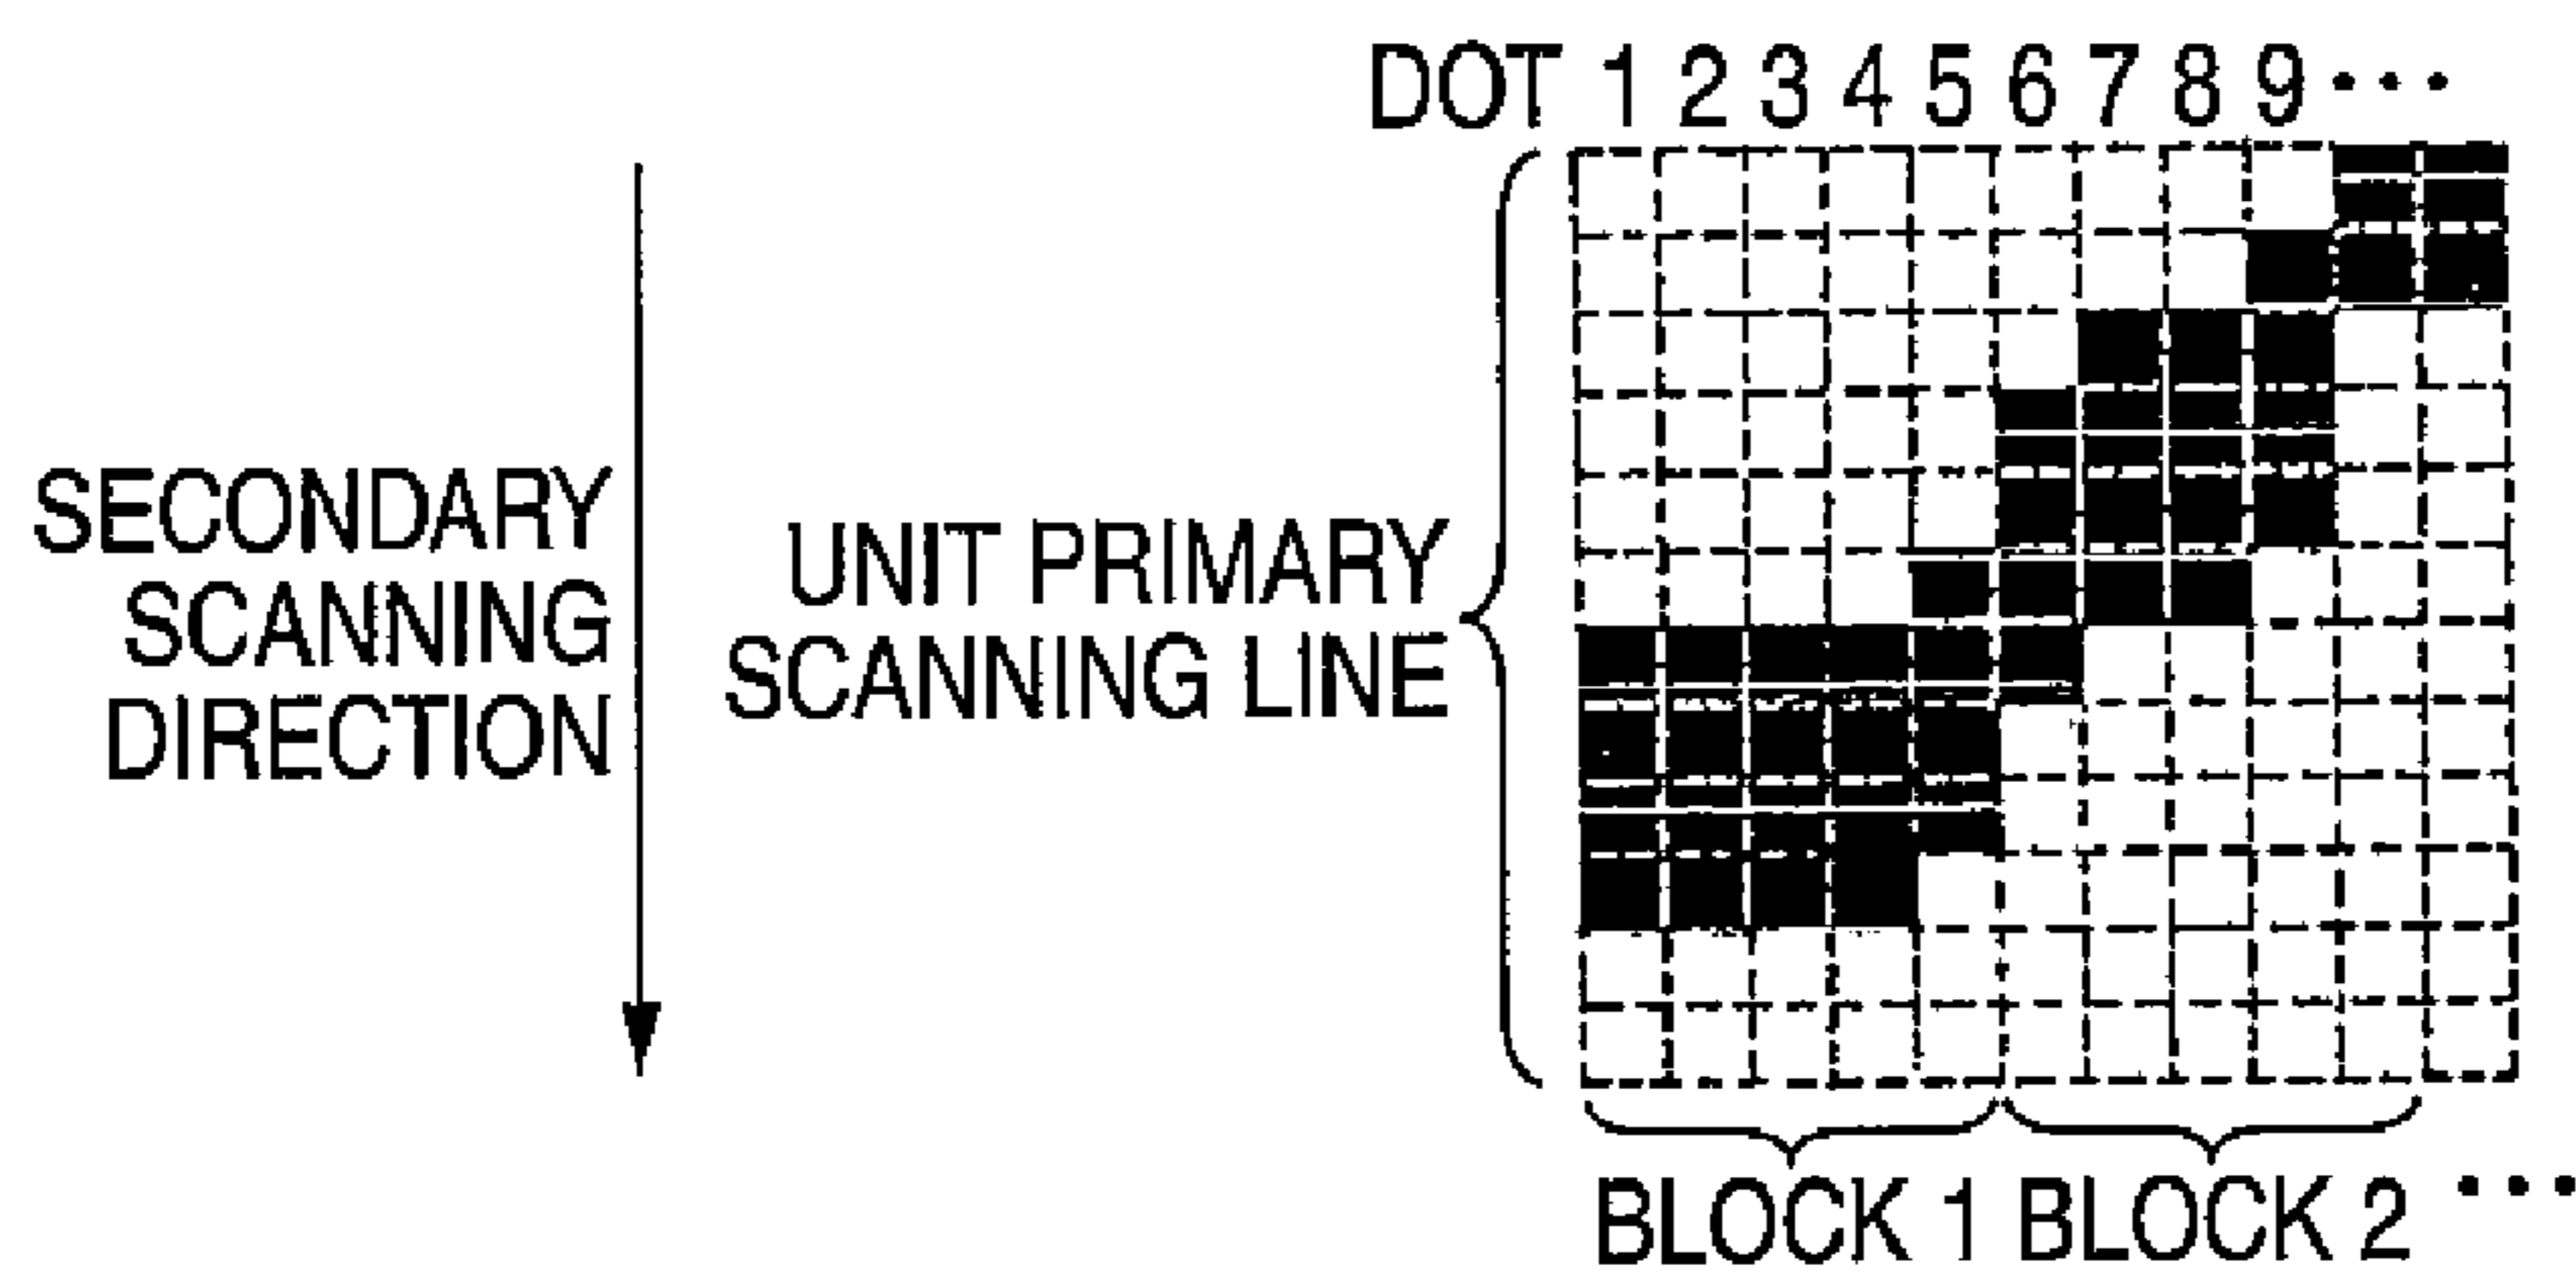 DOT 1 2 3 4 5 6 7 8 9 ...
SECONDARY
SCANNING
DIRECTION
UNIT PRIMARY
SCANNING LINE
BLOCK 1 BLOCK 2 ...